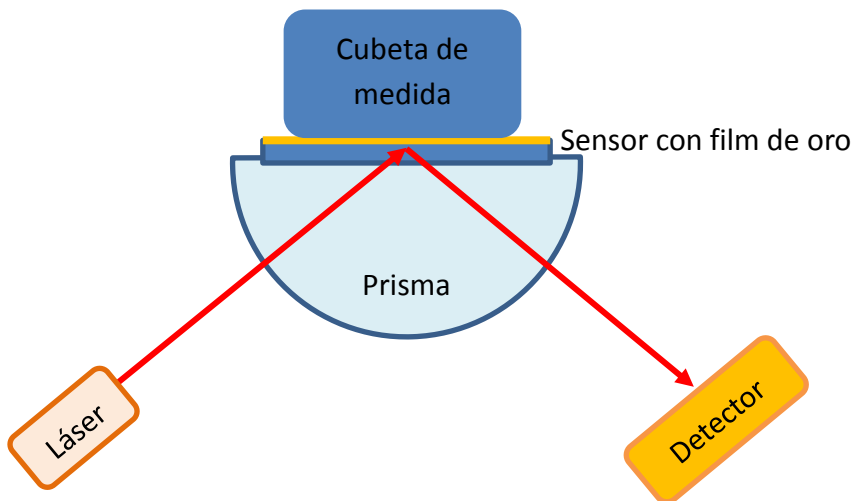 Cubeta de
medida
Sensor con film de oro
Prisma
Láser
Detector